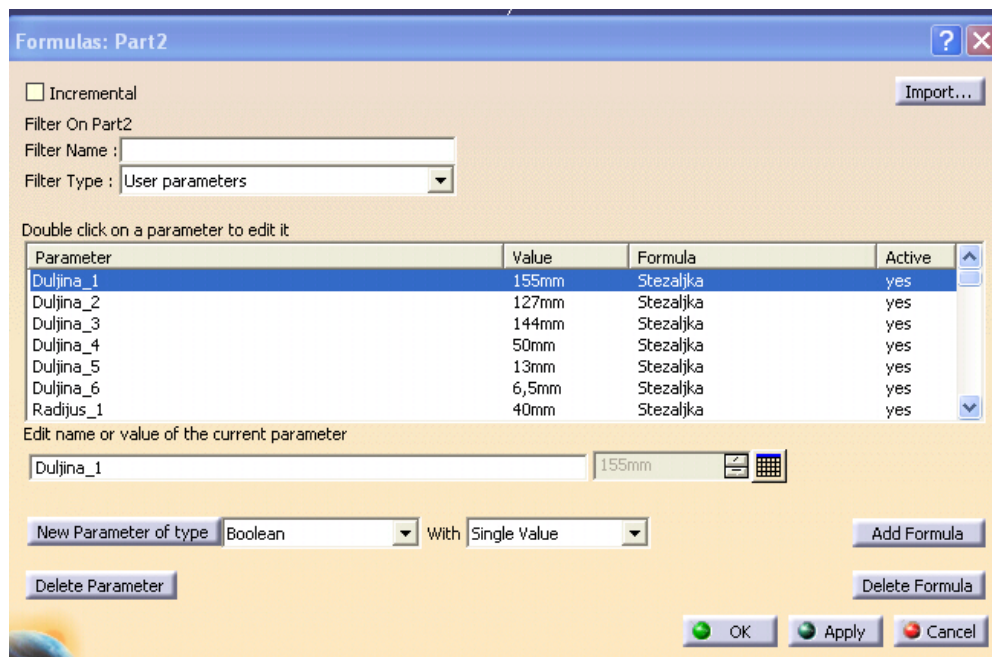 Formulas: Part2
Incremental
Import...
Filter On Part2
Filter Name :
Filter Type : User parameters
Double click on a parameter to edit it
Parameter Value Formula Active
Duljina_1 155mm Stezaljka yes
Duljina_2 127mm Stezaljka yes
Duljina_3 144mm Stezaljka yes
Duljina_4 50mm Stezaljka yes
Duljina_5 13mm Stezaljka yes
Duljina_6 6,5mm Stezaljka yes
Radijus_1 40mm Stezaljka yes
Edit name or value of the current parameter
Duljina_1 155mm
New Parameter of type Boolean With Single Value Add Formula
Delete Parameter Delete Formula
OK Apply Cancel